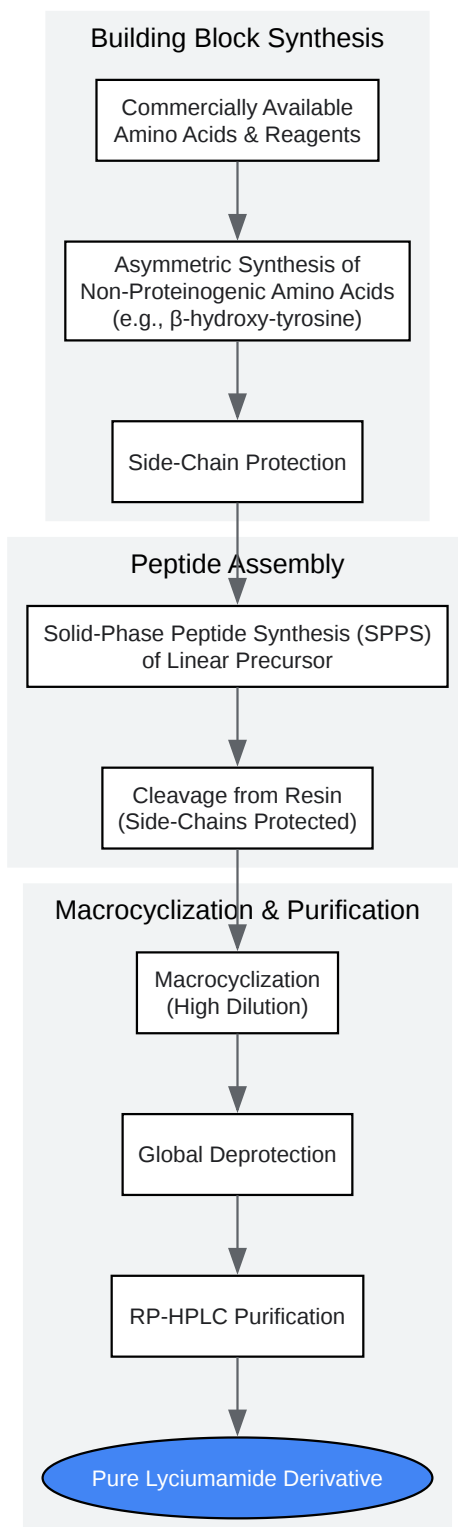 Building Block Synthesis
Commercially Available
Amino Acids & Reagents
Asymmetric Synthesis of
Non-Proteinogenic Amino Acids
(e.g., β-hydroxy-tyrosine)
Side-Chain Protection
Peptide Assembly
Solid-Phase Peptide Synthesis (SPPS)
of Linear Precursor
Cleavage from Resin
(Side-Chains Protected)
Macrocyclization & Purification
Macrocyclization
(High Dilution)
Global Deprotection
RP-HPLC Purification
Pure Lyciumamide Derivative